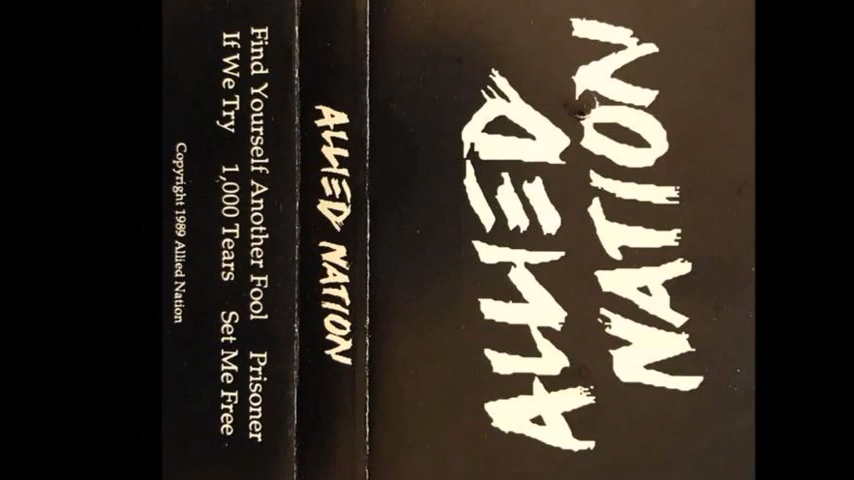 ALLIED
NATION
ALLIED NATION
Find Yourself Another Fool Prisoner
If We Try 1,000 Tears Set Me Free
Copyright 1989 Allied Nation